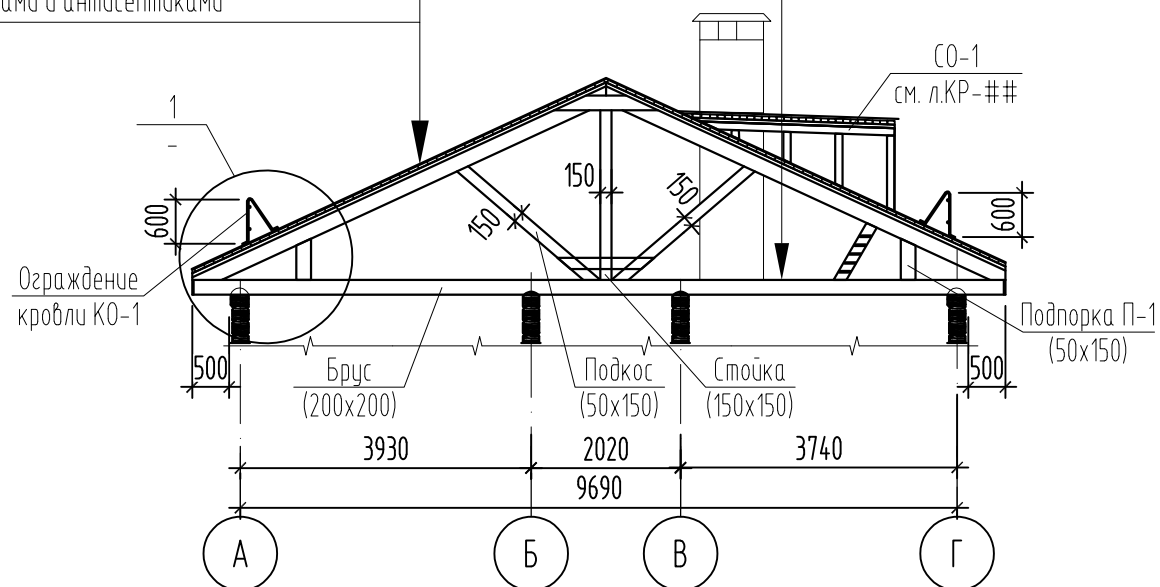 и антисептиками
СО-1
см. л.КР-##
1
-
600
150
150
150
600
Ограждение
кровли КО-1
Подпорка П-1
(50х150)
500
Брус
(200х200)
Подкос
(50х150)
Стойка
(150х150)
500
3930
2020
3740
9690
А
Б
В
Г